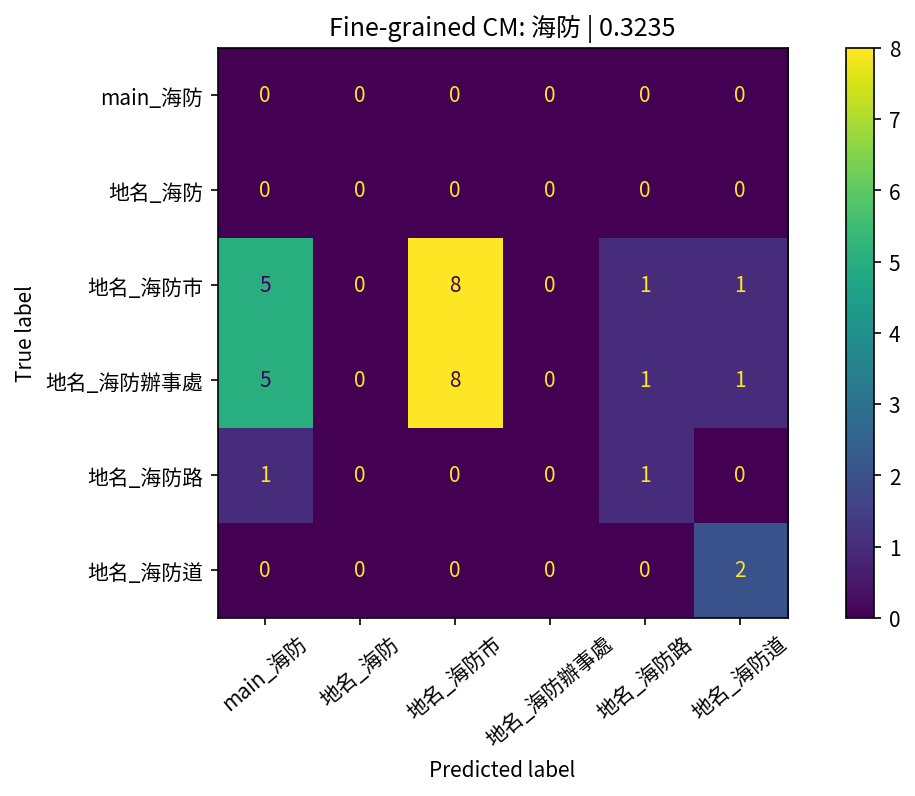 Fine-grained CM: 海防 | 0.3235
True label
main_海防 0 0 0 0 0 0
地名_海防 0 0 0 0 0 0
地名_海防市 5 0 8 0 1 1
地名_海防辦事處 5 0 8 0 1 1
地名_海防路 1 0 0 0 1 0
地名_海防道 0 0 0 0 0 2
main_海防
地名_海防
地名_海防市
地名_海防辦事處
地名_海防路
地名_海防道
Predicted label
8
7
6
5
4
3
2
1
0